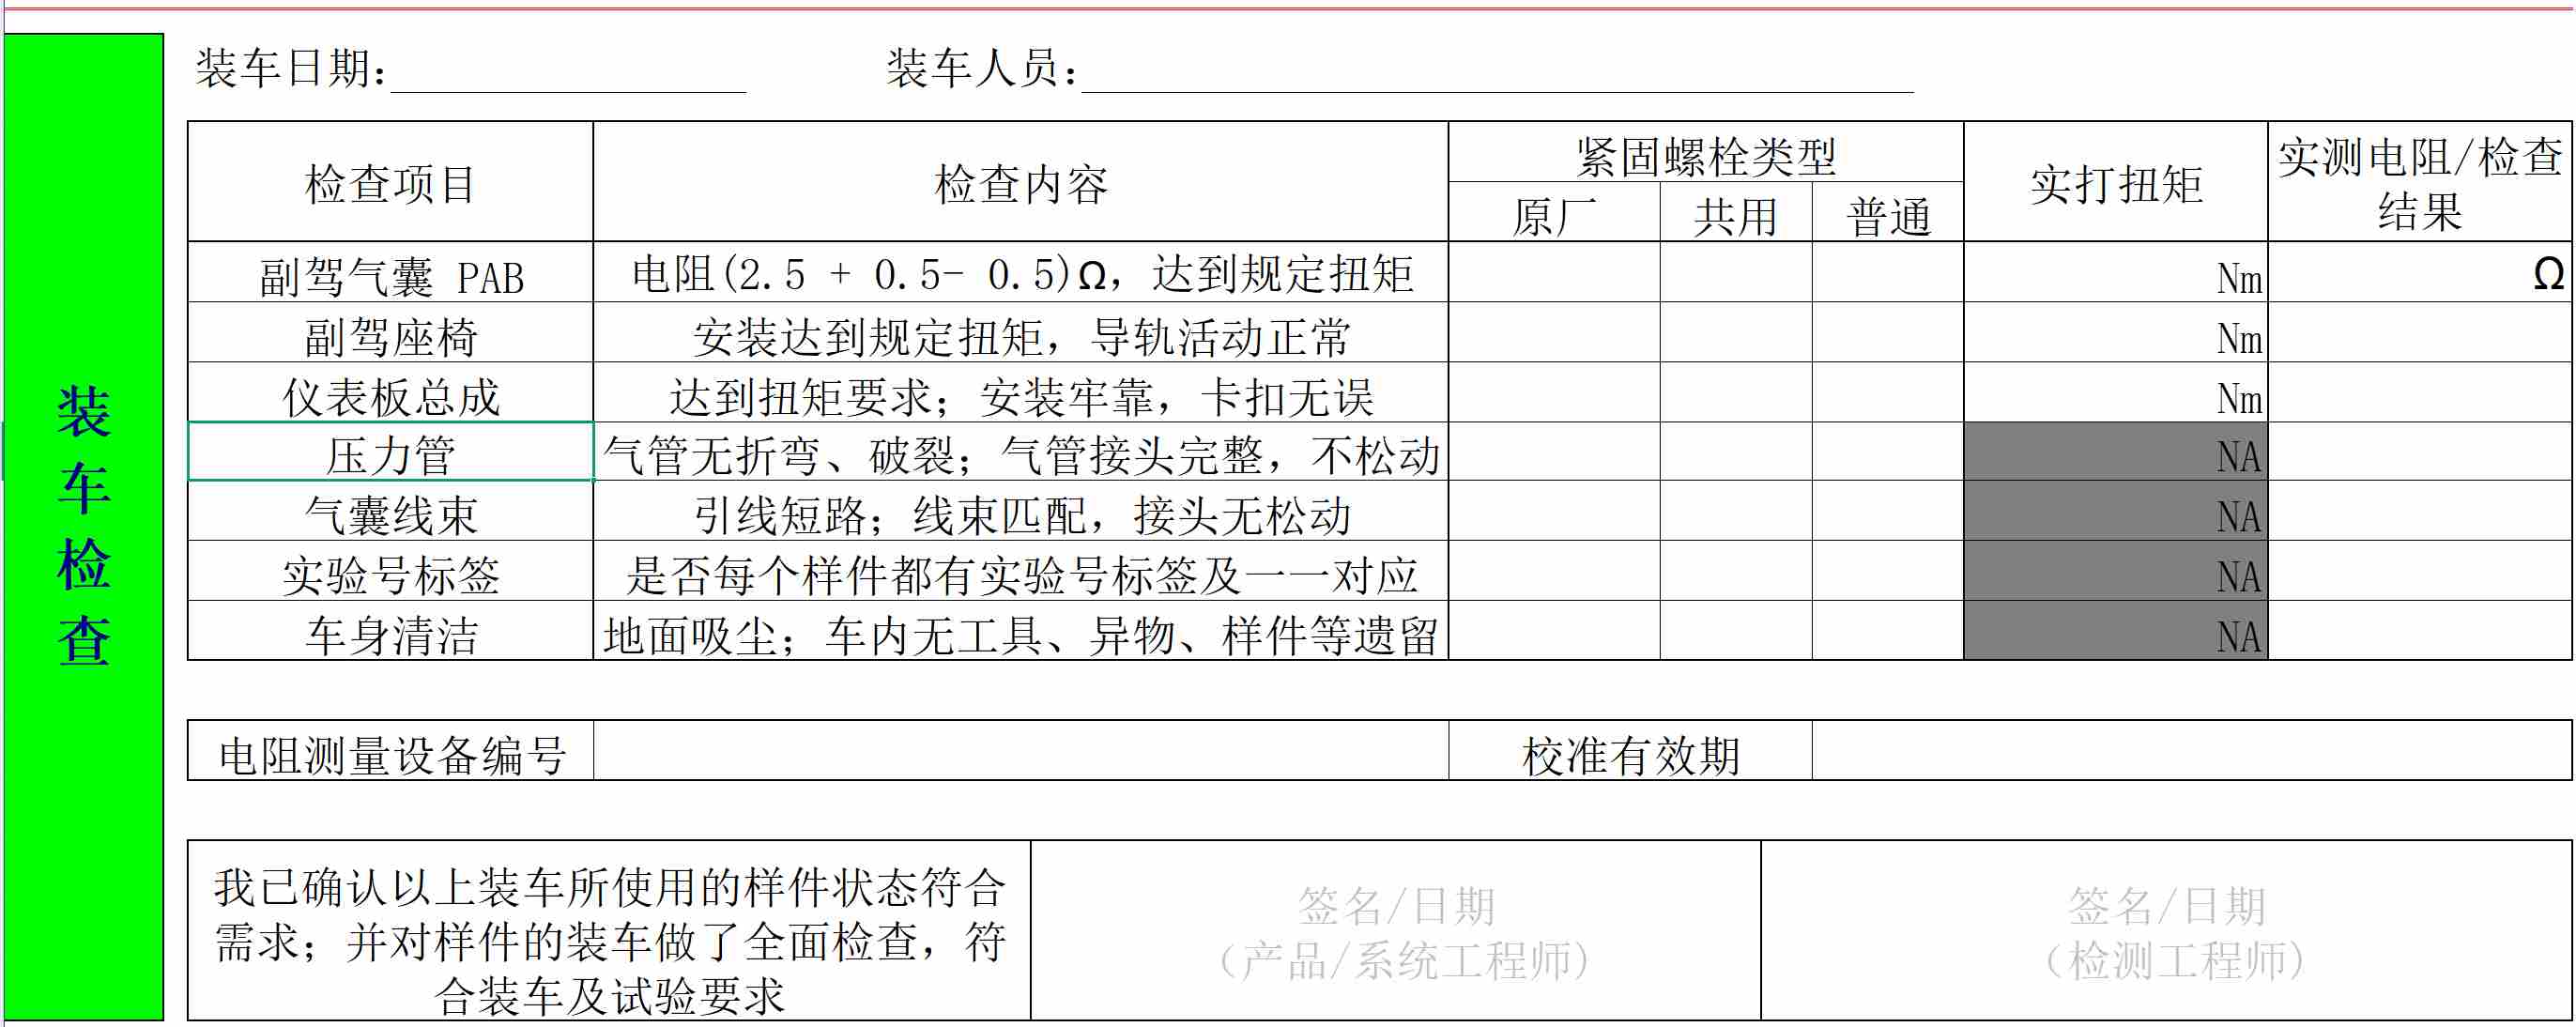 装车检查
装车日期：
装车人员：
检查项目 检查内容 紧固螺栓类型 实打扭矩 实测电阻/检查结果
原厂 共用 普通
副驾气囊 PAB 电阻(2.5 + 0.5- 0.5)Ω，达到规定扭矩 Nm Ω
副驾座椅 安装达到规定扭矩，导轨活动正常 Nm
仪表板总成 达到扭矩要求；安装牢靠，卡扣无误 Nm
压力管 气管无折弯、破裂；气管接头完整，不松动 NA
气囊线束 引线短路；线束匹配，接头无松动 NA
实验号标签 是否每个样件都有实验号标签及一一对应 NA
车身清洁 地面吸尘；车内无工具、异物、样件等遗留 NA
电阻测量设备编号 校准有效期
我已确认以上装车所使用的样件状态符合
需求；并对样件的装车做了全面检查，符
合装车及试验要求
签名/日期
（产品/系统工程师）
签名/日期
（检测工程师）